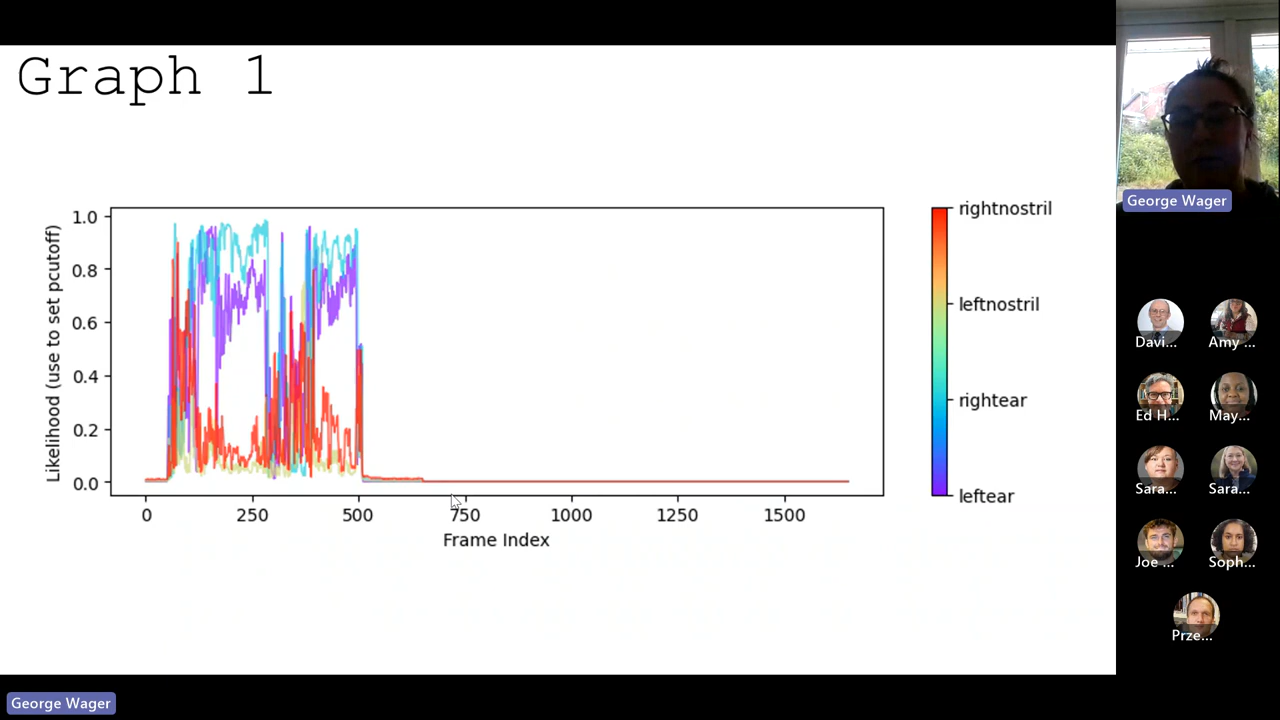 Graph 1
Likelihood (use to set pcutoff)
1.0
0.8
0.6
0.4
0.2
0.0
0
250
500
750
1000
1250
1500
Frame Index
rightnostril
leftnostril
rightear
leftear
George Wager
Davi...
Amy ...
Ed H...
May...
Sara...
Sara...
Joe ...
Soph...
Prze...
George Wager